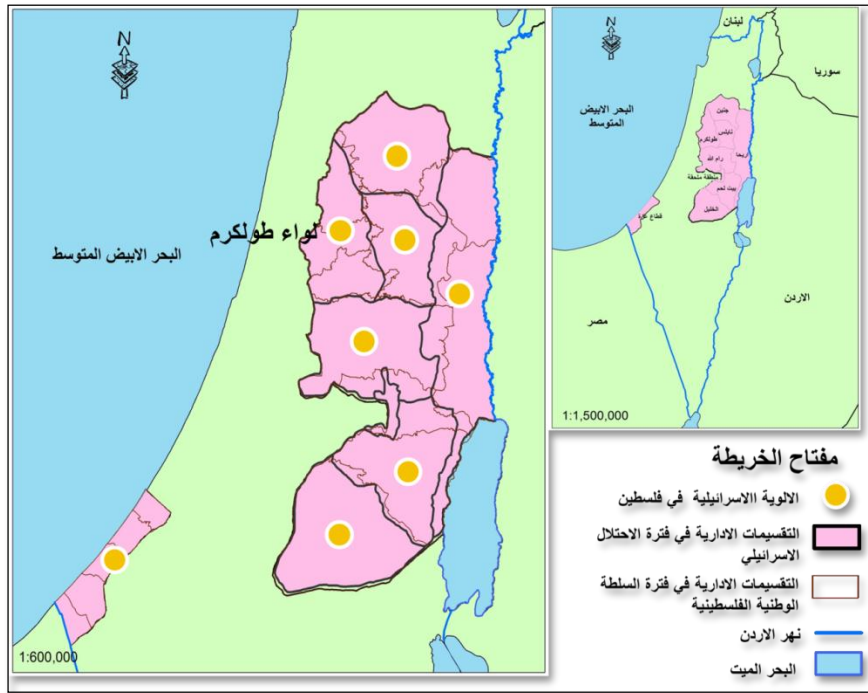 N
لواء طولكرم
البحر الابيض المتوسط
1:600,000
N
لبنان
سوريا
البحر الابيض
المتوسط
جنين
نابلس
طولكرم
اريحا
رام الله
منطقة ملحقة
بيت لحم
الخليل
قطاع غزة
الاردن
مصر
1:1,500,000
مفتاح الخريطة
الالوية الاسرائيلية في فلسطين
التقسيمات الادارية في فترة الاحتلال
الاسرائيلي
التقسيمات الادارية في فترة السلطة
الوطنية الفلسطينية
نهر الاردن
البحر الميت